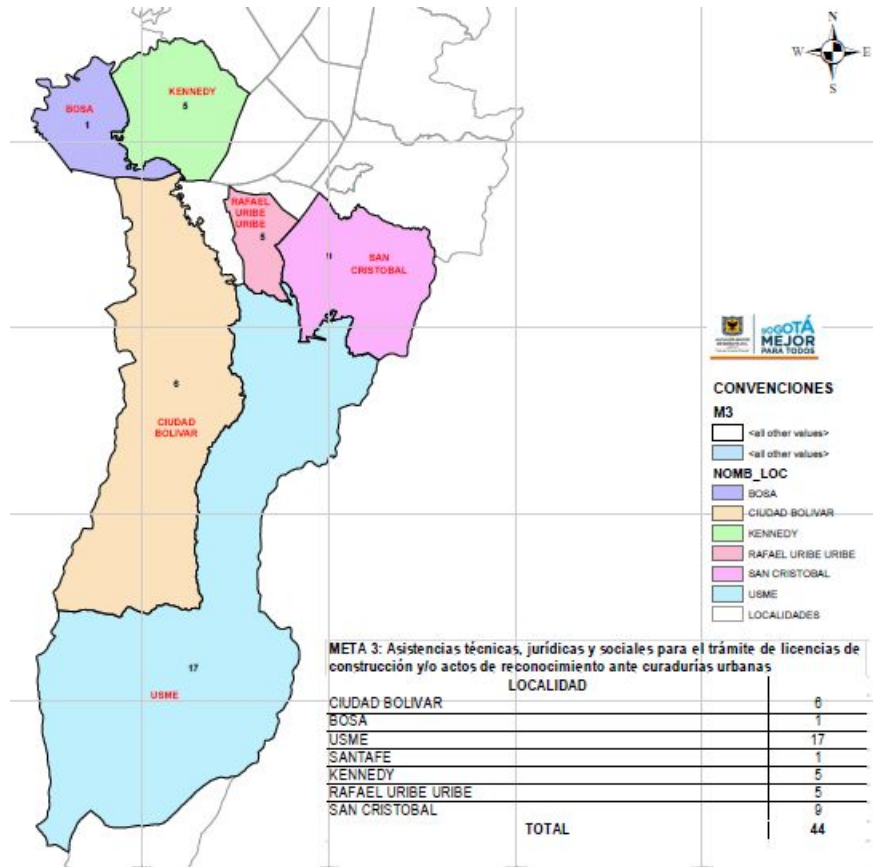 N
W E
S
BOSA
1
KENNEDY
5
RAFAEL
URIBE
URIBE
5
SAN
CRISTOBAL
6
CIUDAD
BOLIVAR
17
USME
BOGOTÁ
MEJOR
PARA TODOS
CONVENCIONES
M3
<all other values>
<all other values>
NOMB_LOC
BOSA
CIUDAD BOLIVAR
KENNEDY
RAFAEL URIBE URIBE
SAN CRISTOBAL
USME
LOCALIDADES
META 3: Asistencias técnicas, jurídicas y sociales para el trámite de licencias de
construcción y/o actos de reconocimiento ante curadurías urbanas
LOCALIDAD
CIUDAD BOLIVAR 6
BOSA 1
USME 17
SANTAFE 1
KENNEDY 5
RAFAEL URIBE URIBE 5
SAN CRISTOBAL 9
TOTAL 44